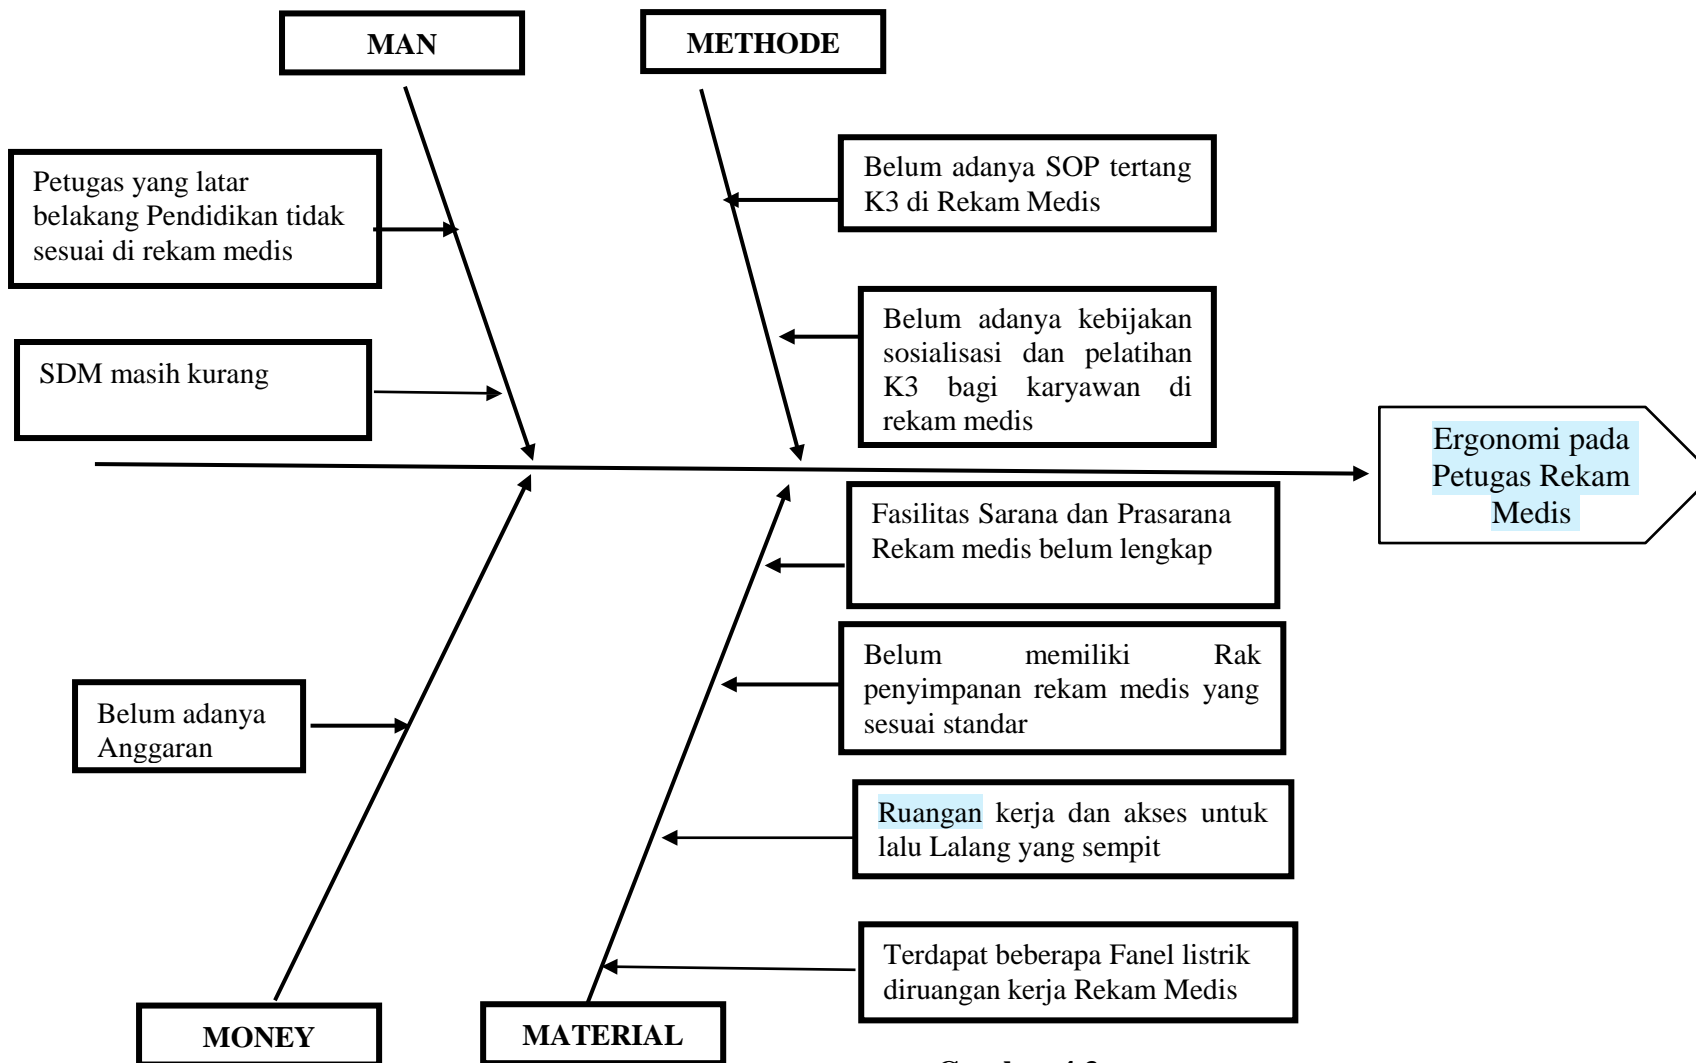 MAN
METHODE
Petugas yang latar
belakang Pendidikan tidak
sesuai di rekam medis
SDM masih kurang
Belum adanya SOP tertang
K3 di Rekam Medis
Belum adanya kebijakan
sosialisasi dan pelatihan
K3 bagi karyawan di
rekam medis
Ergonomi pada
Petugas Rekam
Medis
Fasilitas Sarana dan Prasarana
Rekam medis belum lengkap
Belum memiliki Rak
penyimpanan rekam medis yang
sesuai standar
Belum adanya
Anggaran
Ruangan kerja dan akses untuk
lalu Lalang yang sempit
Terdapat beberapa Fanel listrik
diruangan kerja Rekam Medis
MONEY
MATERIAL